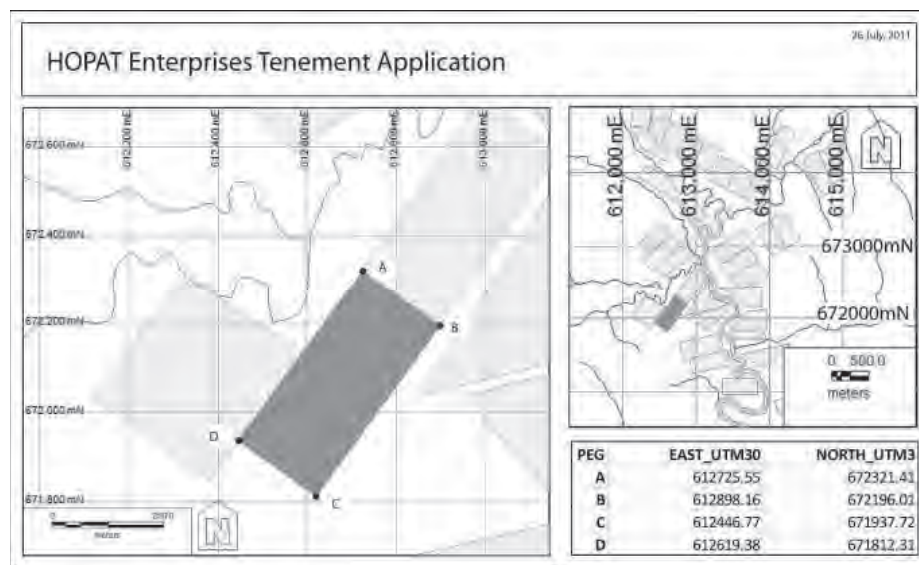 26 July, 2011
HOPAT Enterprises Tenement Application
612.200 mE
612.400 mE
612.600 mE
612.800 mE
613.000 mE
672.600 mN
672.400 mN
672.200 mN
672.000 mN
671.800 mN
A
B
C
D
0
meters
N
612.000 mE
613.000 mE
614.000 mE
615.000 mE
N
673000mN
672000mN
0 500.0
meters
PEG EAST_UTM30 NORTH_UTM3
A 612725.55 672321.41
B 612898.16 672196.01
C 612446.77 671937.72
D 612619.38 671812.31